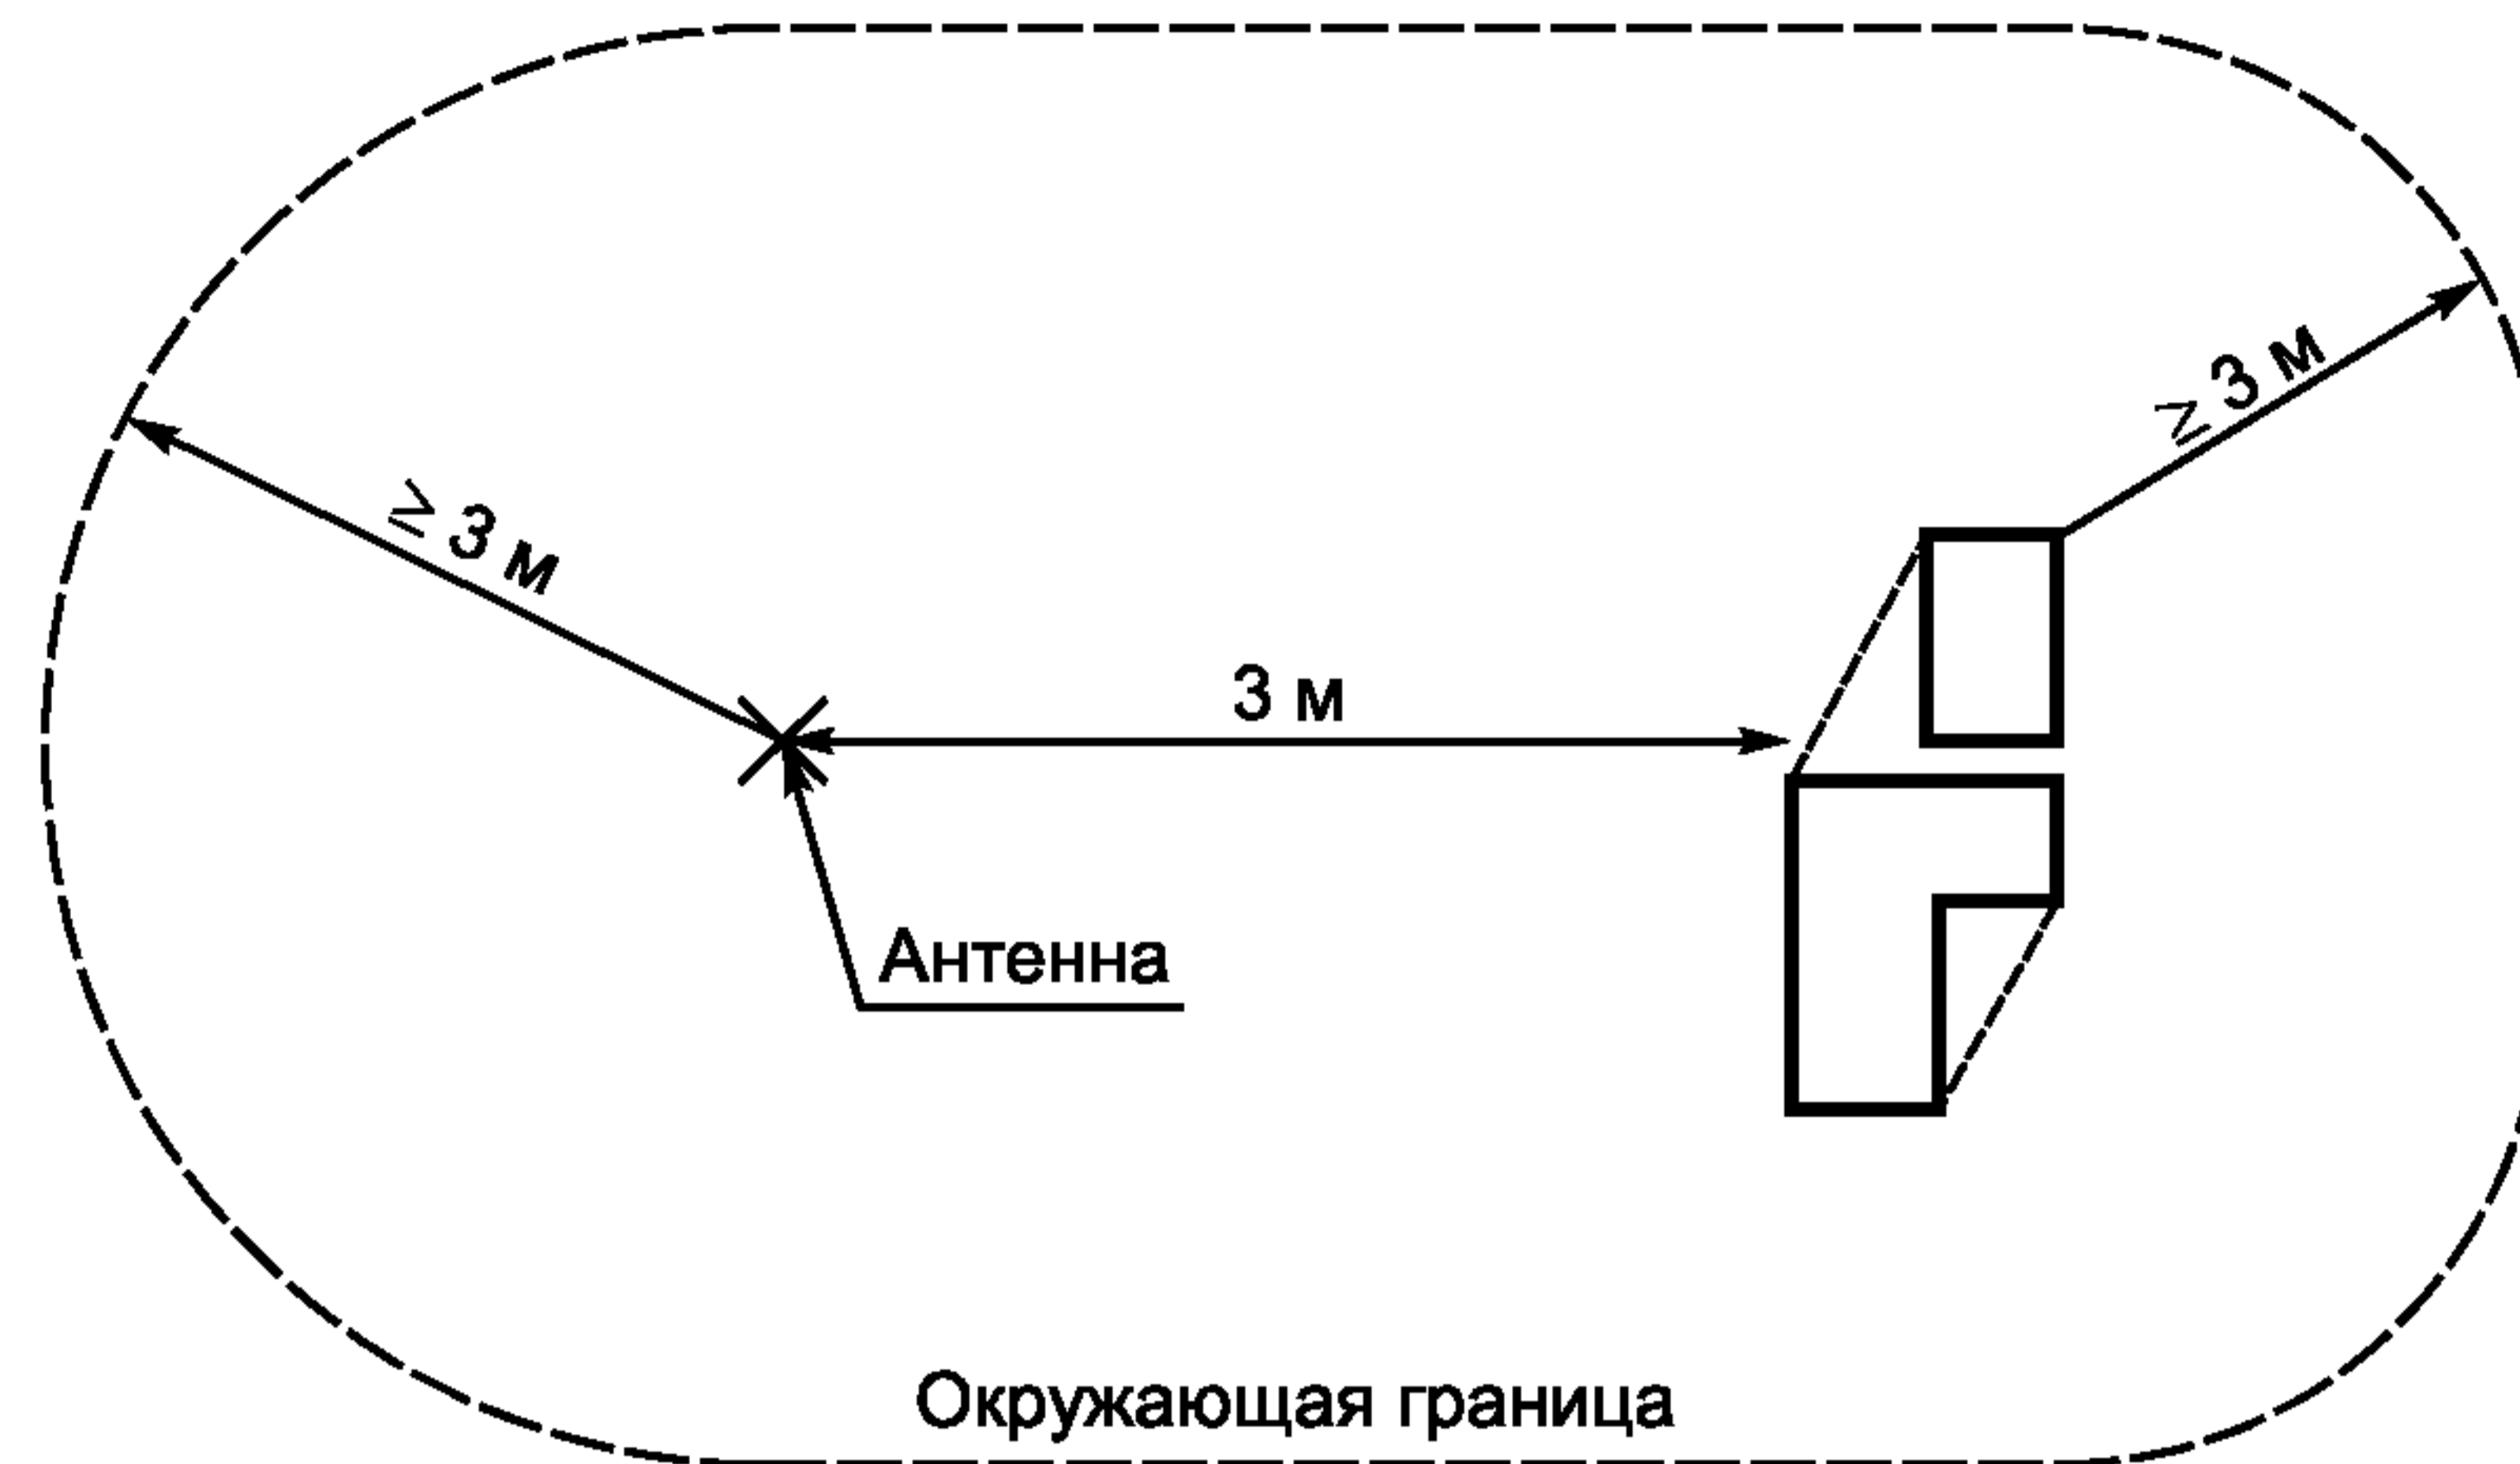 ≥ 3 м
≥ 3 м
3 м
Антенна
Окружающая граница